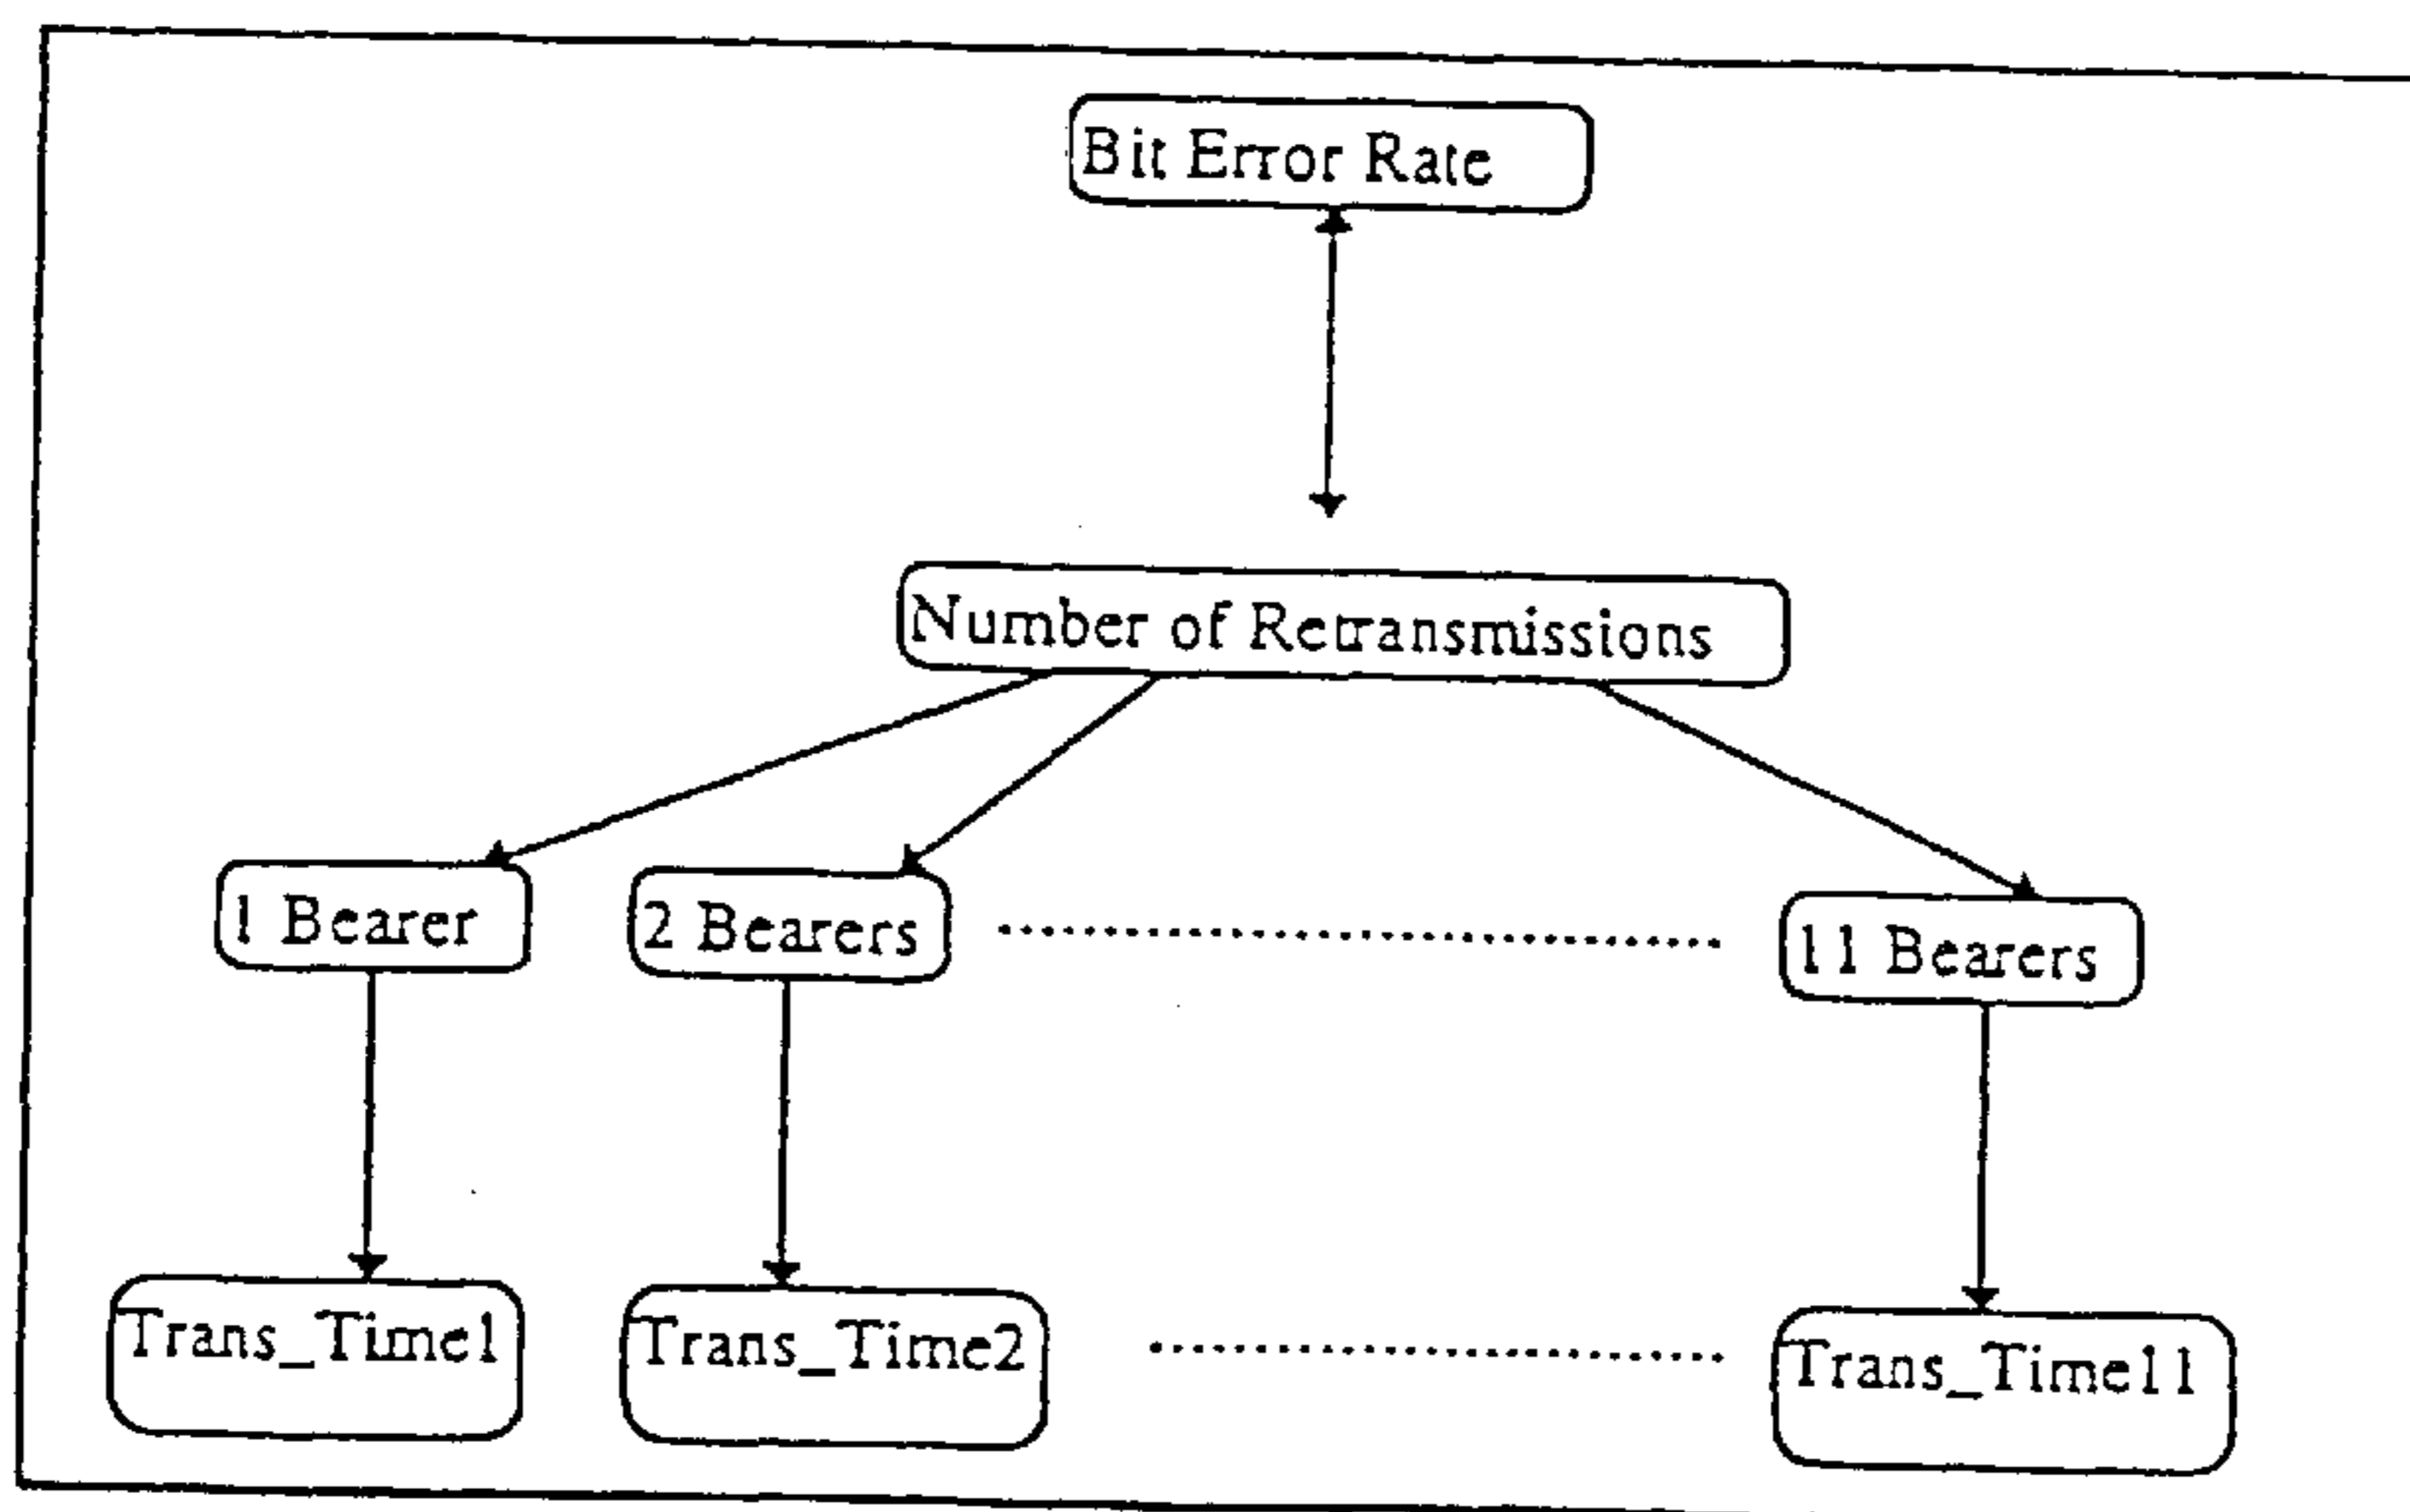 Bit Error Rate
Number of Retransmissions
1 Bearer
2 Bearers
11 Bearers
Trans_Time1
Trans_Time2
Trans_Time11